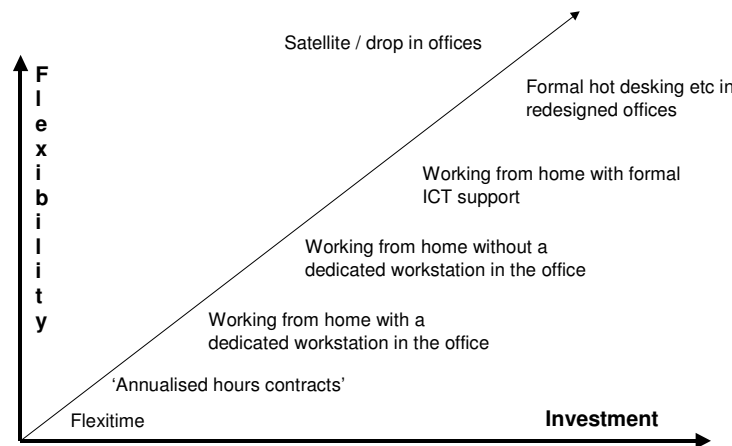 Satellite / drop in offices
Flexibility
Formal hot desking etc in
redesigned offices
Working from home with formal
ICT support
Working from home without a
dedicated workstation in the office
Working from home with a
dedicated workstation in the office
‘Annualised hours contracts’
Flexitime
Investment